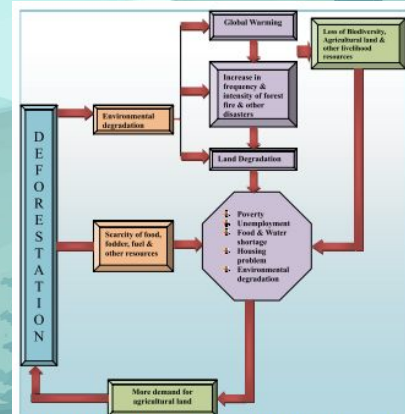 Global Warming
Loss of Biodiversity,
Agricultural land &
other livelihood
resources
Increase in
frequency &
intensity of forest
fire & other
disasters
Environmental
degradation
Land Degradation
DEFORESTATION
Scarcity of food,
fodder, fuel &
other resources
Poverty
Unemployment
Food & Water
shortage
Housing
problem
Environmental
degradation
More demand for
agricultural land